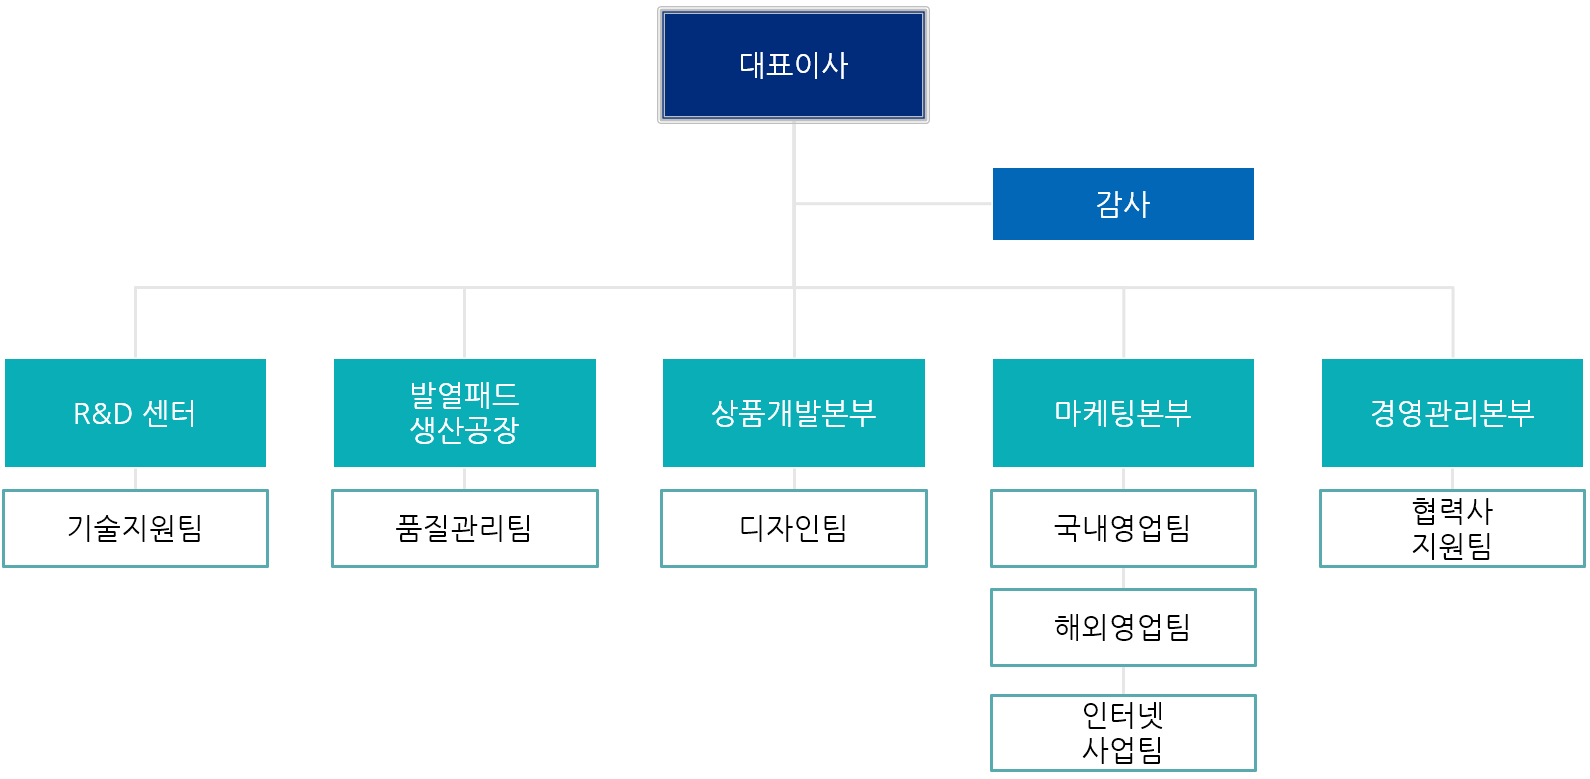 대표이사
감사
R&D 센터
발열패드
생산공장
상품개발본부
마케팅본부
경영관리본부
기술지원팀
품질관리팀
디자인팀
국내영업팀
협력사
지원팀
해외영업팀
인터넷
사업팀